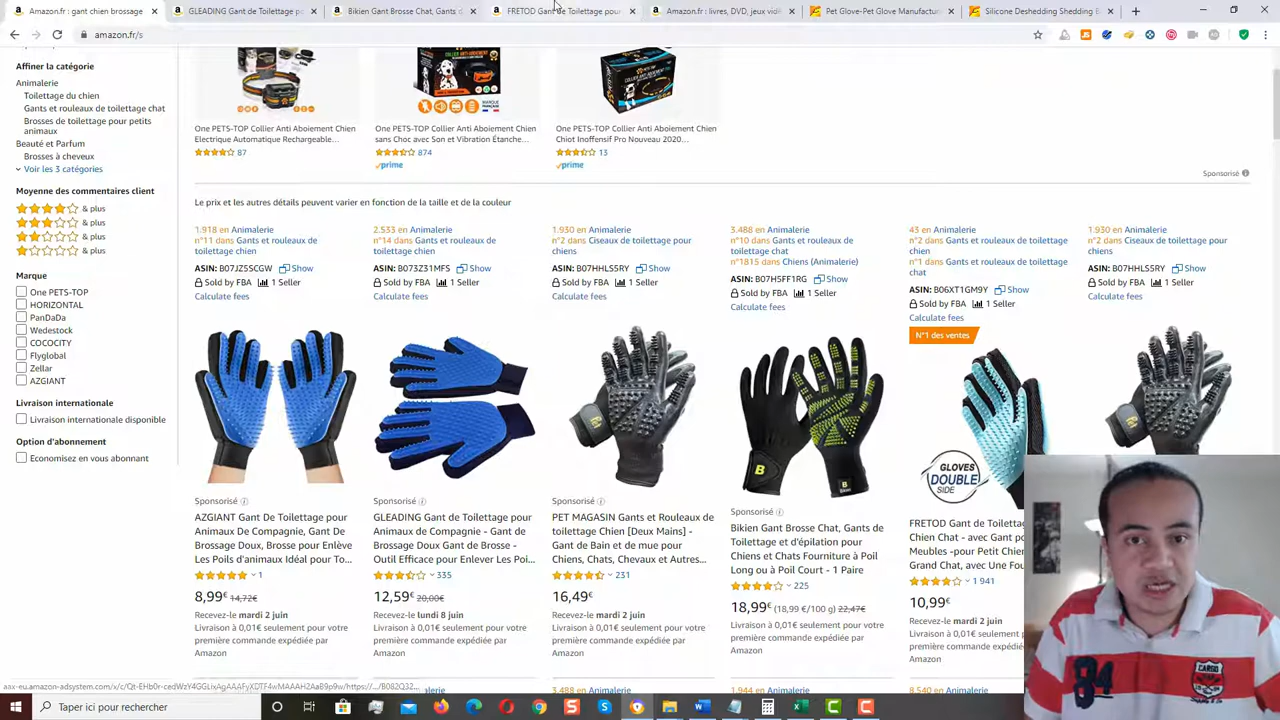 Amazon.fr : gant chien brossage
GLEADING Gant de Toilettage po
Bikien Gant Brosse Chat, Gants d
FRETOD Gant de Toilettage pour
Amazon.fr : livres, DVD, jeux vidé
Pet Glove-Pet Glove Manufactur
Silicone Deshedding Shedding B
amazon.fr/s
Affiner la catégorie
Animalerie
Toilettage du chien
Gants et rouleaux de toilettage chat
Brosses de toilettage pour petits
animaux
Beauté et Parfum
Brosses à cheveux
Voir les 3 catégories
Moyenne des commentaires client
& plus
& plus
& plus
& plus
Marque
One PETS-TOP
HORIZONTAL
PanDaDa
Wedestock
COCOCITY
Flyglobal
Zellar
AZGIANT
Livraison internationale
Livraison internationale disponible
Option d'abonnement
Economisez en vous abonnant
One PETS-TOP Collier Anti Aboiement Chien
Electrique Automatique Rechargeable…
87
One PETS-TOP Collier Anti Aboiement Chien
sans Choc avec Son et Vibration Étanche…
874
prime
One PETS-TOP Collier Anti Aboiement Chien
Chiot Inoffensif Pro Nouveau 2020…
13
prime
Sponsorisé
Le prix et les autres détails peuvent varier en fonction de la taille et de la couleur
1.918 en Animalerie
n°11 dans Gants et rouleaux de
toilettage chien
ASIN: B07JZ5SCGW Show
Sold by FBA 1 Seller
Calculate fees
Sponsorisé
AZGIANT Gant De Toilettage pour
Animaux De Compagnie, Gant De
Brossage Doux, Brosse pour Enlève
Les Poils d'animaux Idéal pour To…
1
8,99€ 14,72€
Recevez-le mardi 2 juin
Livraison à 0,01€ seulement pour votre
première commande expédiée par
Amazon
2.533 en Animalerie
n°14 dans Gants et rouleaux de
toilettage chien
ASIN: B073Z31MFS Show
Sold by FBA 1 Seller
Calculate fees
Sponsorisé
GLEADING Gant de Toilettage pour
Animaux de Compagnie - Gant de
Brossage Doux Gant de Brosse -
Outil Efficace pour Enlever Les Poi…
335
12,59€ 20,00€
Recevez-le lundi 8 juin
Livraison à 0,01€ seulement pour votre
première commande expédiée par
Amazon
1.930 en Animalerie
n°2 dans Ciseaux de toilettage pour
chiens
ASIN: B07HHLS5RY Show
Sold by FBA 1 Seller
Calculate fees
Sponsorisé
PET MAGASIN Gants et Rouleaux de
toilettage Chien [Deux Mains] -
Gant de Bain et de mue pour
Chiens, Chats, Chevaux et Autres…
231
16,49€
Recevez-le mardi 2 juin
Livraison à 0,01€ seulement pour votre
première commande expédiée par
Amazon
3.488 en Animalerie
n°10 dans Gants et rouleaux de
toilettage chat
n°1815 dans Chiens (Animalerie)
ASIN: B07H5FF1RG Show
Sold by FBA 1 Seller
Calculate fees
B
Sponsorisé
Bikien Gant Brosse Chat, Gants de
Toilettage et d'épilation pour
Chiens et Chats Fourniture à Poil
Long ou à Poil Court - 1 Paire
225
18,99€ (18,99 €/100 g) 22,47€
Livraison à 0,01€ seulement pour votre
première commande expédiée par
Amazon
43 en Animalerie
n°2 dans Gants et rouleaux de toilettage
chien
n°1 dans Gants et rouleaux de toilettage
chat
ASIN: B06XT1GM9Y Show
Sold by FBA 1 Seller
Calculate fees
N°1 des ventes
GLOVES
DOUBLE
SIDE
FRETOD Gant de Toilettag
Chien Chat - avec Gant po
Meubles -pour Petit Chien
Grand Chat, avec Une Fou
1 941
10,99€
Recevez-le mardi 2 juin
Livraison à 0,01€ seulemen
première commande expéd
Amazon
1.930 en Animalerie
n°2 dans Ciseaux de toilettage pour
chiens
ASIN: B07HHLS5RY Show
Sold by FBA 1 Seller
Calculate fees
3.488 en Animalerie
1.944 en Animalerie
8.540 en Animalerie
Taper ici pour rechercher